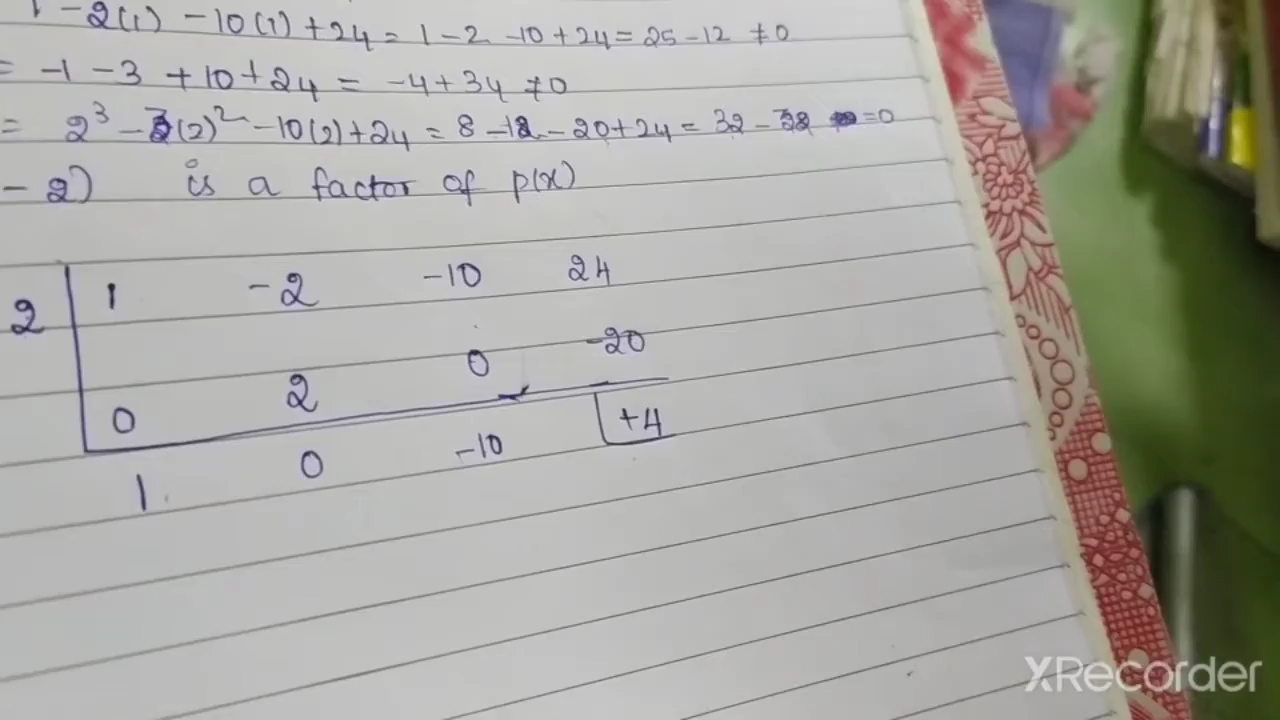 1 - 2(1) - 10(1) + 24 = 1 - 2 - 10 + 24 = 25 - 12 ≠ 0
= -1 - 3 + 10 + 24 = -4 + 34 ≠ 0
= 2³ - 3(2)² - 10(2) + 24 = 8 - 12 - 20 + 24 = 32 - 32 = 0
- 2) is a factor of p(x)
2 1 -2 -10 24
0 2 0 -20
1 0 -10 +4
XRecorder